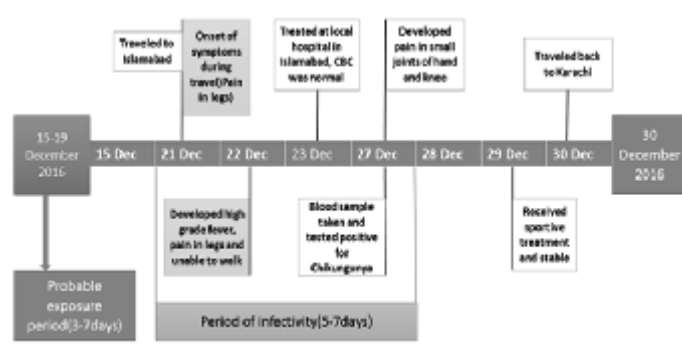 Traveled to
Islamabad
Onset of
symptoms
during
travel(Pain
in legs)
Treated at local
hospital in
Islamabad, CBC
was normal
Developed
pain in small
joints of hand
and knee
Traveled back
to Karachi
15-19
December
2016
15 Dec
21 Dec
22 Dec
23 Dec
27 Dec
28 Dec
29 Dec
30 Dec
30
December
2016
Developed high
grade fever,
pain in legs and
unable to walk
Blood sample
taken and
tested positive
for
Chikungunya
Received
sportive
treatment
and stable
Probable
exposure
period(3-7days)
Period of infectivity(5-7days)